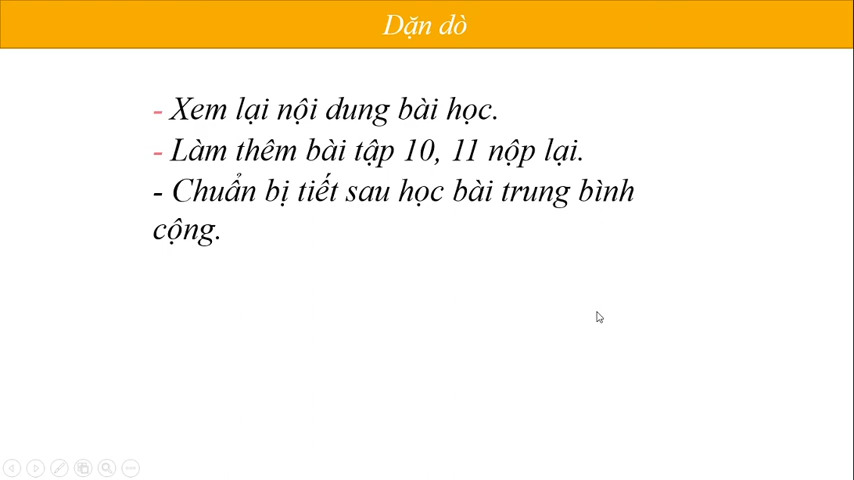 Dặn dò
- Xem lại nội dung bài học.
- Làm thêm bài tập 10, 11 nộp lại.
- Chuẩn bị tiết sau học bài trung bình
cộng.